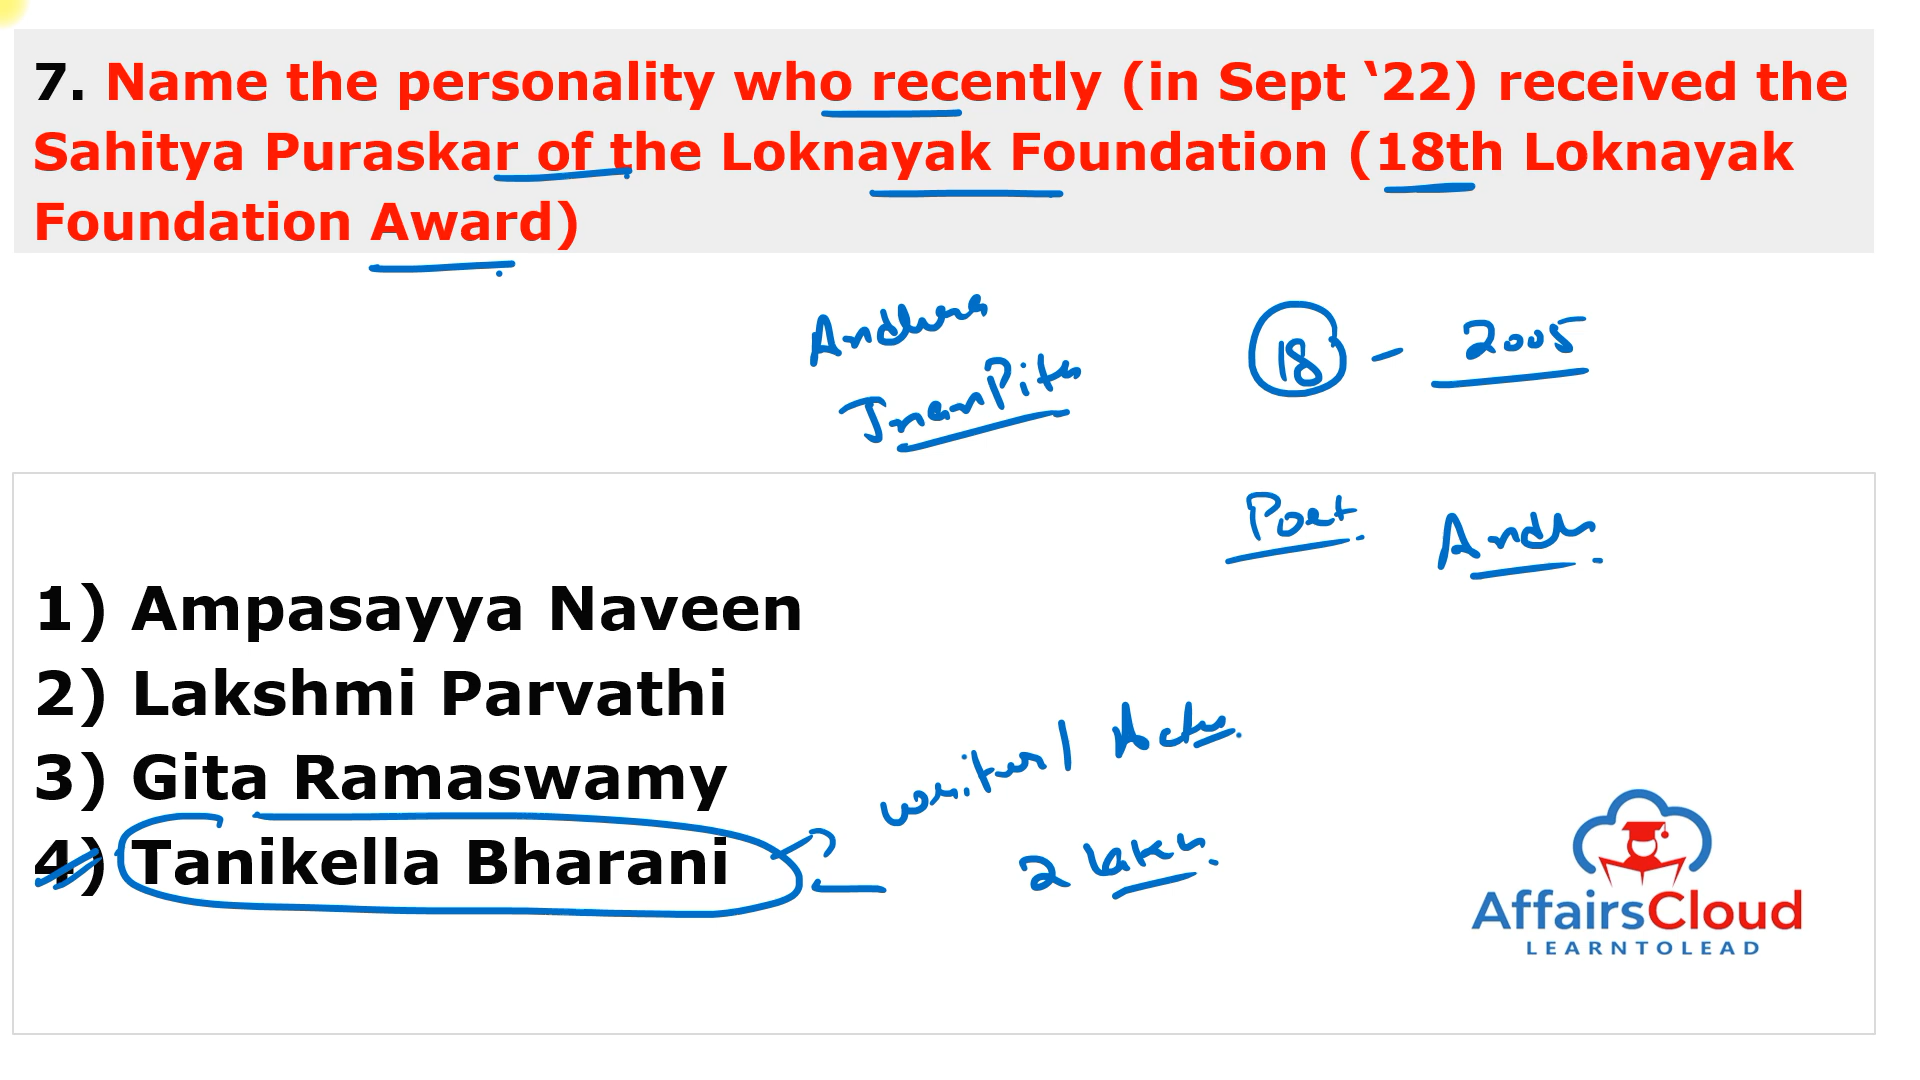 7. Name the personality who recently (in Sept ‘22) received the
Sahitya Puraskar of the Loknayak Foundation (18th Loknayak
Foundation Award)
Andhra
JnanPith
18 - 2005
Poet
1) Ampasayya Naveen
2) Lakshmi Parvathi
3) Gita Ramaswamy
writer / Actor
4) Tanikella Bharani
2 lakh
AffairsCloud
LEARNTOLEAD